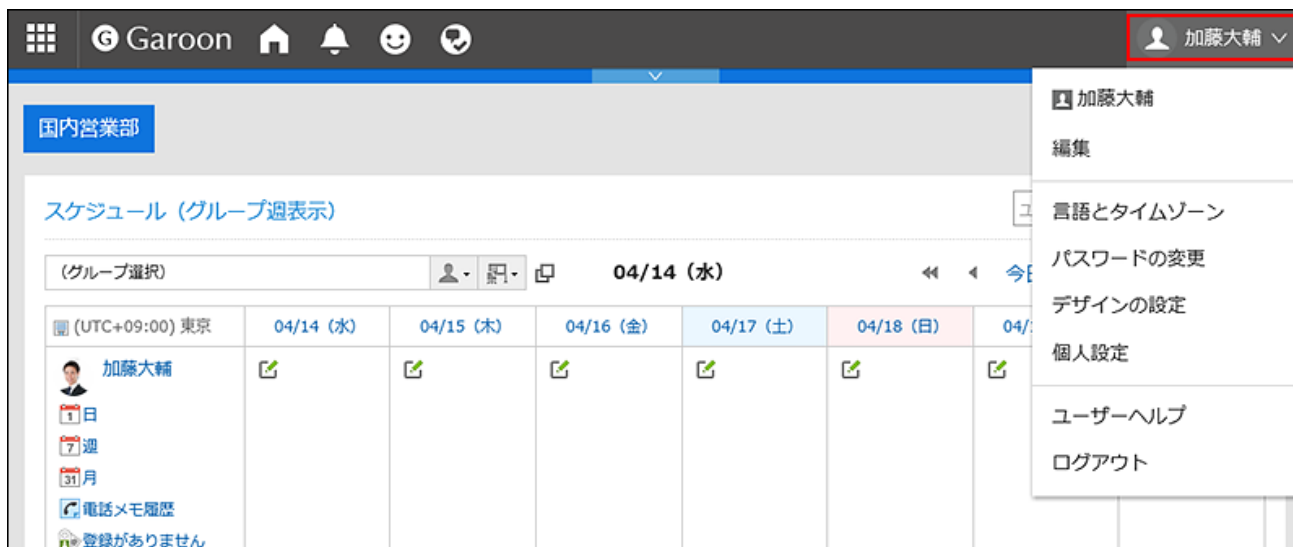 Garoon
加藤大輔
加藤大輔
編集
言語とタイムゾーン
パスワードの変更
デザインの設定
個人設定
ユーザーヘルプ
ログアウト
国内営業部
スケジュール（グループ週表示）
（グループ選択） 04/14（水） 今
(UTC+09:00) 東京 04/14（水） 04/15（木） 04/16（金） 04/17（土） 04/18（日） 04/
加藤大輔
1 日
7 週
31 月
電話メモ履歴
登録がありません